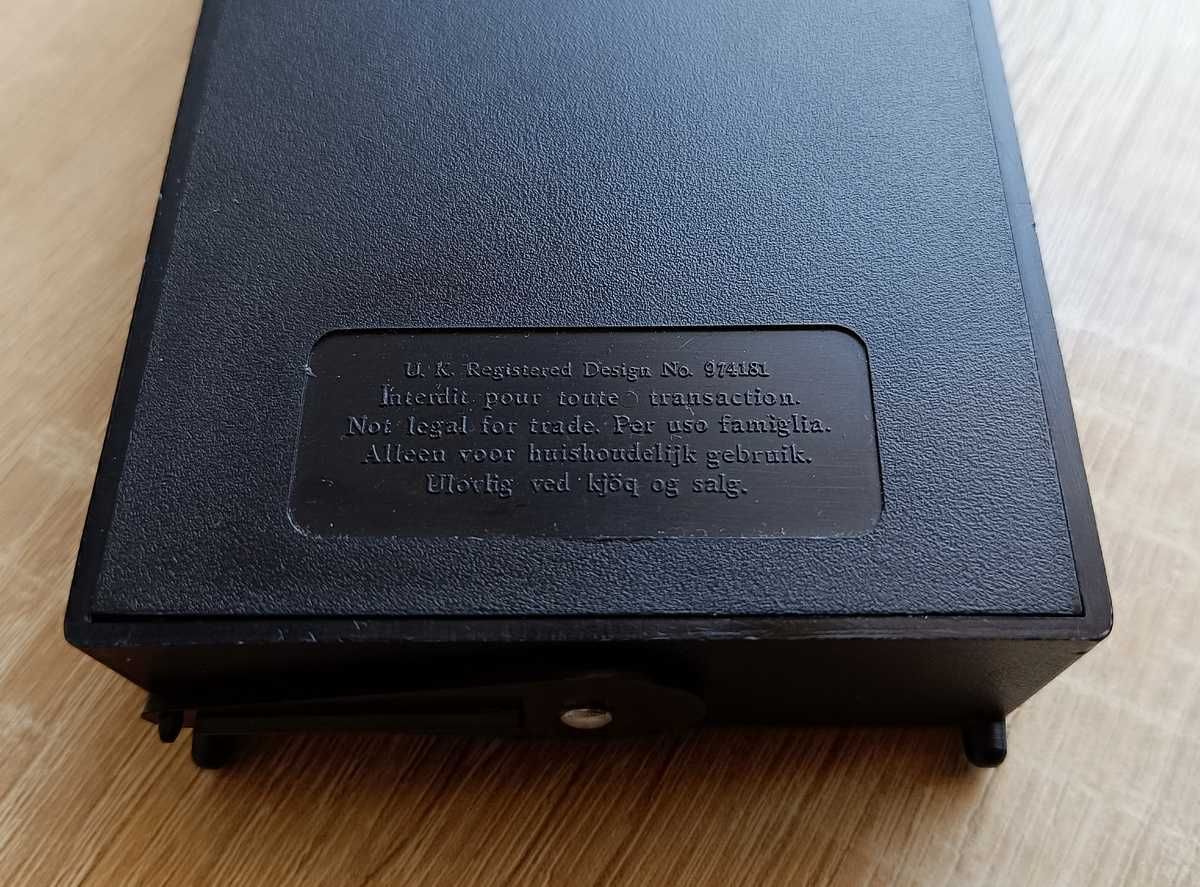 U. K. Registered Design No. 974181
Interdit pour toute transaction.
Not legal for trade. Per uso famiglia.
Alleen voor huishoudelijk gebruik.
Ulovlig ved kjöq og salg.